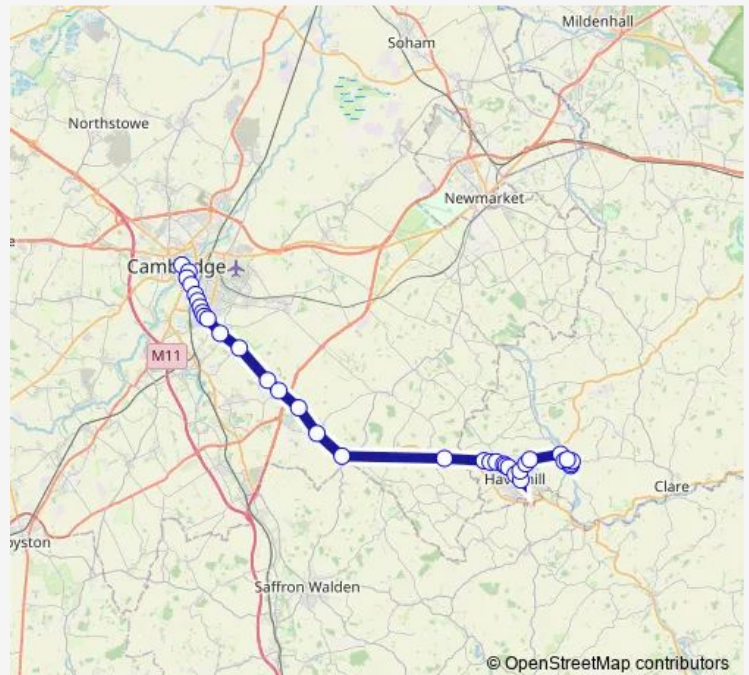 Mildenhall
Soham
Northstowe
Newmarket
Cambridge
M11
Haverhill
Clare
oyston
Saffron Walden
© OpenStreetMap contributors